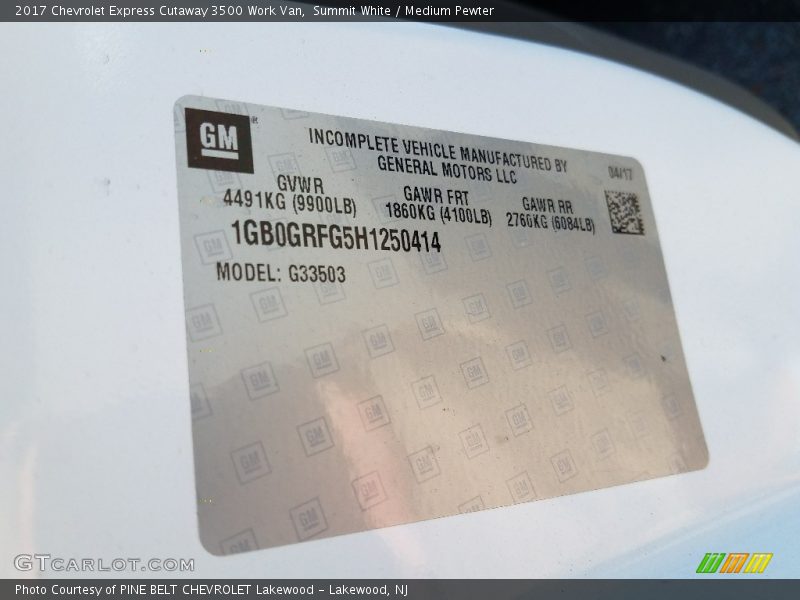 2017 Chevrolet Express Cutaway 3500 Work Van, Summit White / Medium Pewter
GM®
INCOMPLETE VEHICLE MANUFACTURED BY
GENERAL MOTORS LLC
04/17
GVWR
4491KG (9900LB)
GAWR FRT
1860KG (4100LB)
GAWR RR
2760KG (6084LB)
1GB0GRFG5H1250414
MODEL: G33503
GTCARLOT.COM
Photo Courtesy of PINE BELT CHEVROLET Lakewood - Lakewood, NJ